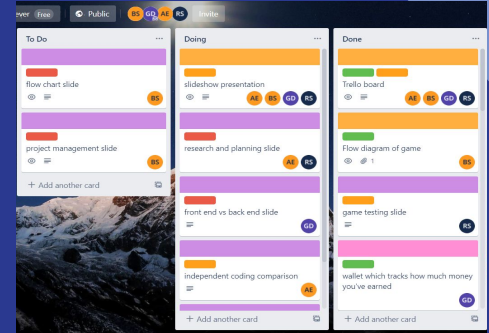 ever Free Public BS GD AE RS Invite
To Do ...
flow chart slide
BS
project management slide
BS
+ Add another card
Doing ...
slideshow presentation
AE BS GD RS
research and planning slide
AE RS
front end vs back end slide
GD
independent coding comparison
AE
+ Add another card
Done ...
Trello board
AE BS GD RS
Flow diagram of game
1
BS
game testing slide
RS
wallet which tracks how much money
you've earned
GD
+ Add another card